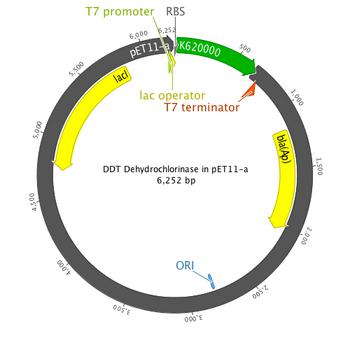 T7 promoter
RBS
6,252
6,000
pET11-a
K620000
500
5,500
lacI
lac operator
T7 terminator
1,000
5,000
bla(Ap)
1,500
DDT Dehydrochlorinase in pET11-a
6,252 bp
4,500
2,000
ORI
4,000
2,500
3,500
3,000